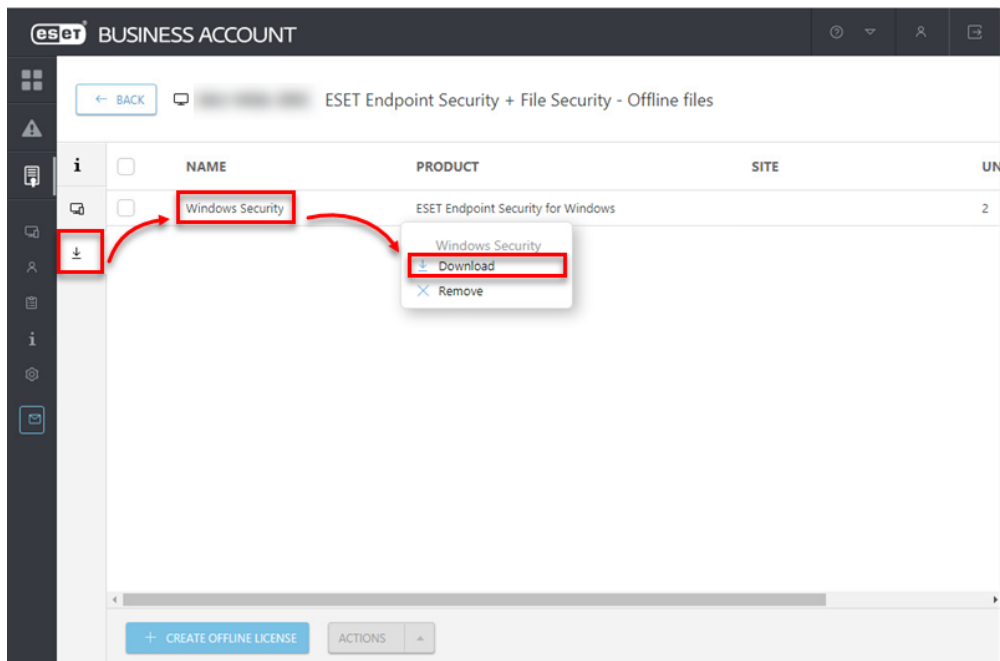 eset BUSINESS ACCOUNT
BACK
ESET Endpoint Security + File Security - Offline files
NAME PRODUCT SITE UN
Windows Security ESET Endpoint Security for Windows 2
Windows Security
Download
Remove
CREATE OFFLINE LICENSE ACTIONS